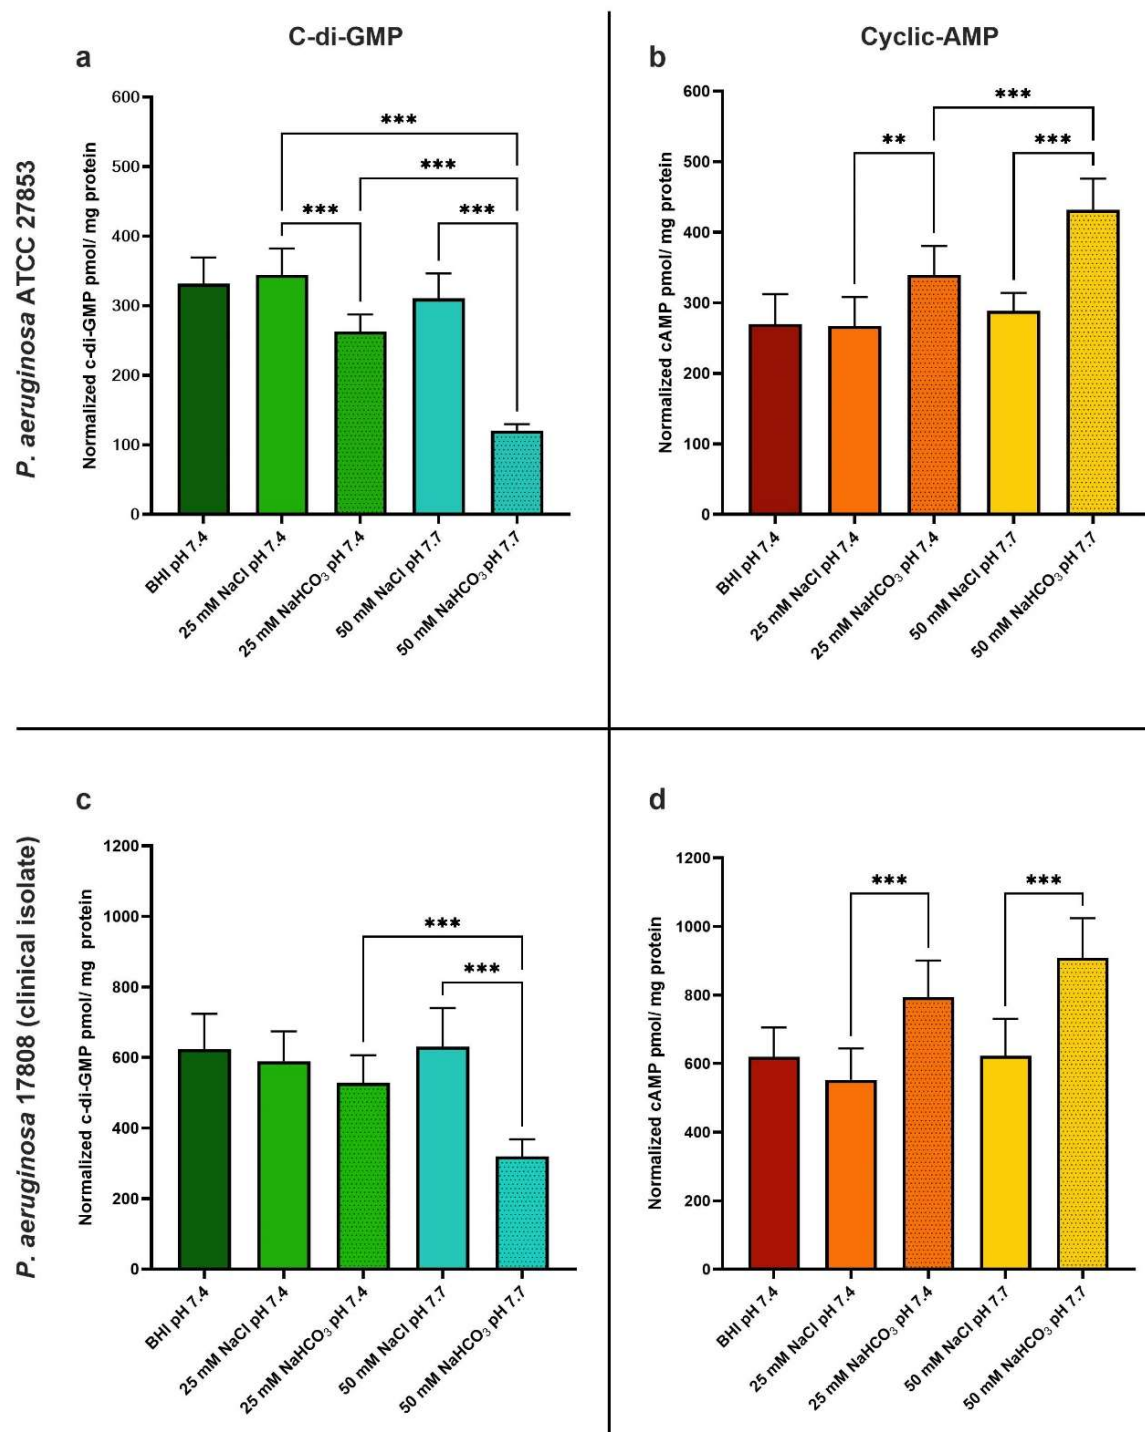 C-di-GMP
Cyclic-AMP
P. aeruginosa ATCC 27853
a
Normalized c-di-GMP pmol/ mg protein
600
500
400
300
200
100
0
***
***
***
***
BHI pH 7.4
25 mM NaCl pH 7.4
25 mM NaHCO₃ pH 7.4
50 mM NaCl pH 7.7
50 mM NaHCO₃ pH 7.7
b
Normalized cAMP pmol/ mg protein
600
500
400
300
200
100
0
***
**
***
BHI pH 7.4
25 mM NaCl pH 7.4
25 mM NaHCO₃ pH 7.4
50 mM NaCl pH 7.7
50 mM NaHCO₃ pH 7.7
P. aeruginosa 17808 (clinical isolate)
c
Normalized c-di-GMP pmol/ mg protein
1200
1000
800
600
400
200
0
***
***
BHI pH 7.4
25 mM NaCl pH 7.4
25 mM NaHCO₃ pH 7.4
50 mM NaCl pH 7.7
50 mM NaHCO₃ pH 7.7
d
Normalized cAMP pmol/ mg protein
1200
1000
800
600
400
200
0
***
***
BHI pH 7.4
25 mM NaCl pH 7.4
25 mM NaHCO₃ pH 7.4
50 mM NaCl pH 7.7
50 mM NaHCO₃ pH 7.7